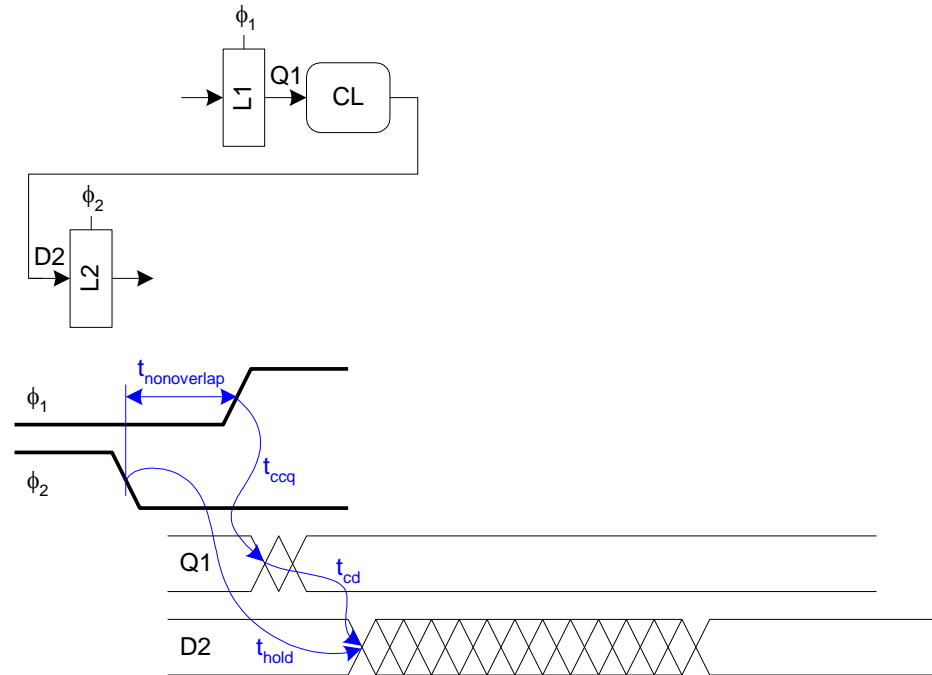 ϕ1
L1
Q1
CL
ϕ2
D2
L2
tnonoverlap
ϕ1
tccq
ϕ2
Q1
tcd
D2
thold